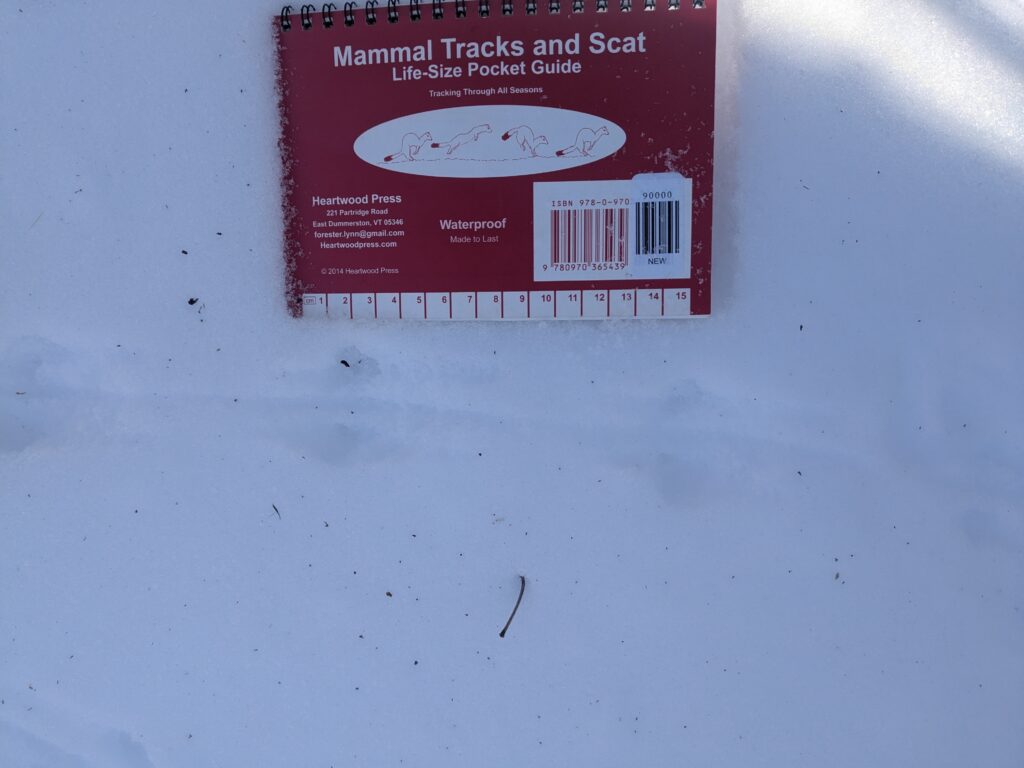 Mammal Tracks and Scat
Life-Size Pocket Guide
Tracking Through All Seasons
Heartwood Press
221 Partridge Road
East Dummerston, VT 05346
forester.lynn@gmail.com
Heartwoodpress.com
© 2014 Heartwood Press
Waterproof
Made to Last
ISBN 978-0-970
90000
9 780970 365439
NEW
cm 1 2 3 4 5 6 7 8 9 10 11 12 13 14 15